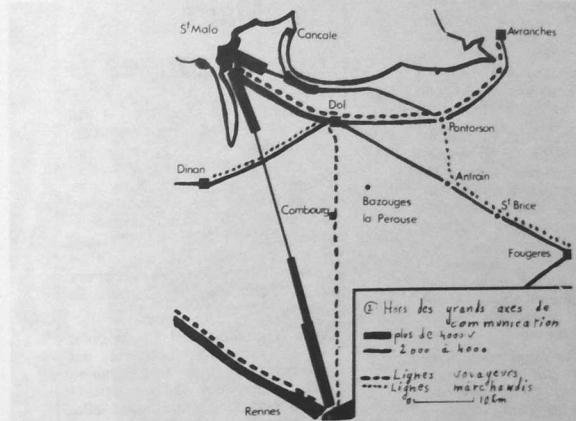 Sᵗ Malo
Cancale
Avranches
Dol
Pontorson
Dinan
Antrain
Bazouges
la Perouse
Combourg
Sᵗ Brice
Fougeres
Rennes
② Hors des grands axes de
communication
plus de 4000 v
2000 à 4000
Lignes voyageurs
Lignes marchandis
0 10 Km